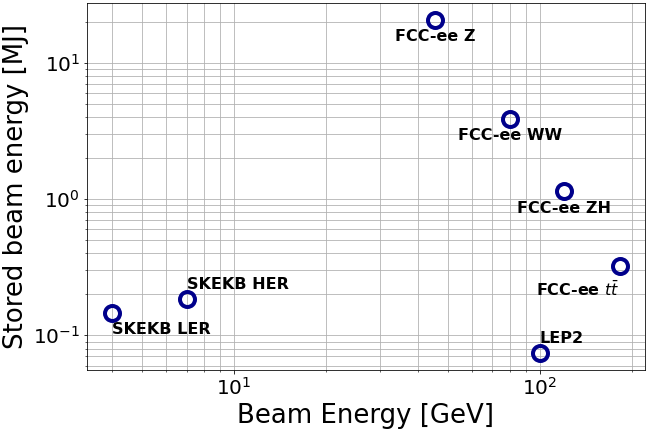 Stored beam energy [MJ]
10¹
10⁰
10⁻¹
FCC-ee Z
FCC-ee WW
FCC-ee ZH
FCC-ee tt̄
SKEKB HER
SKEKB LER
LEP2
10¹
10²
Beam Energy [GeV]